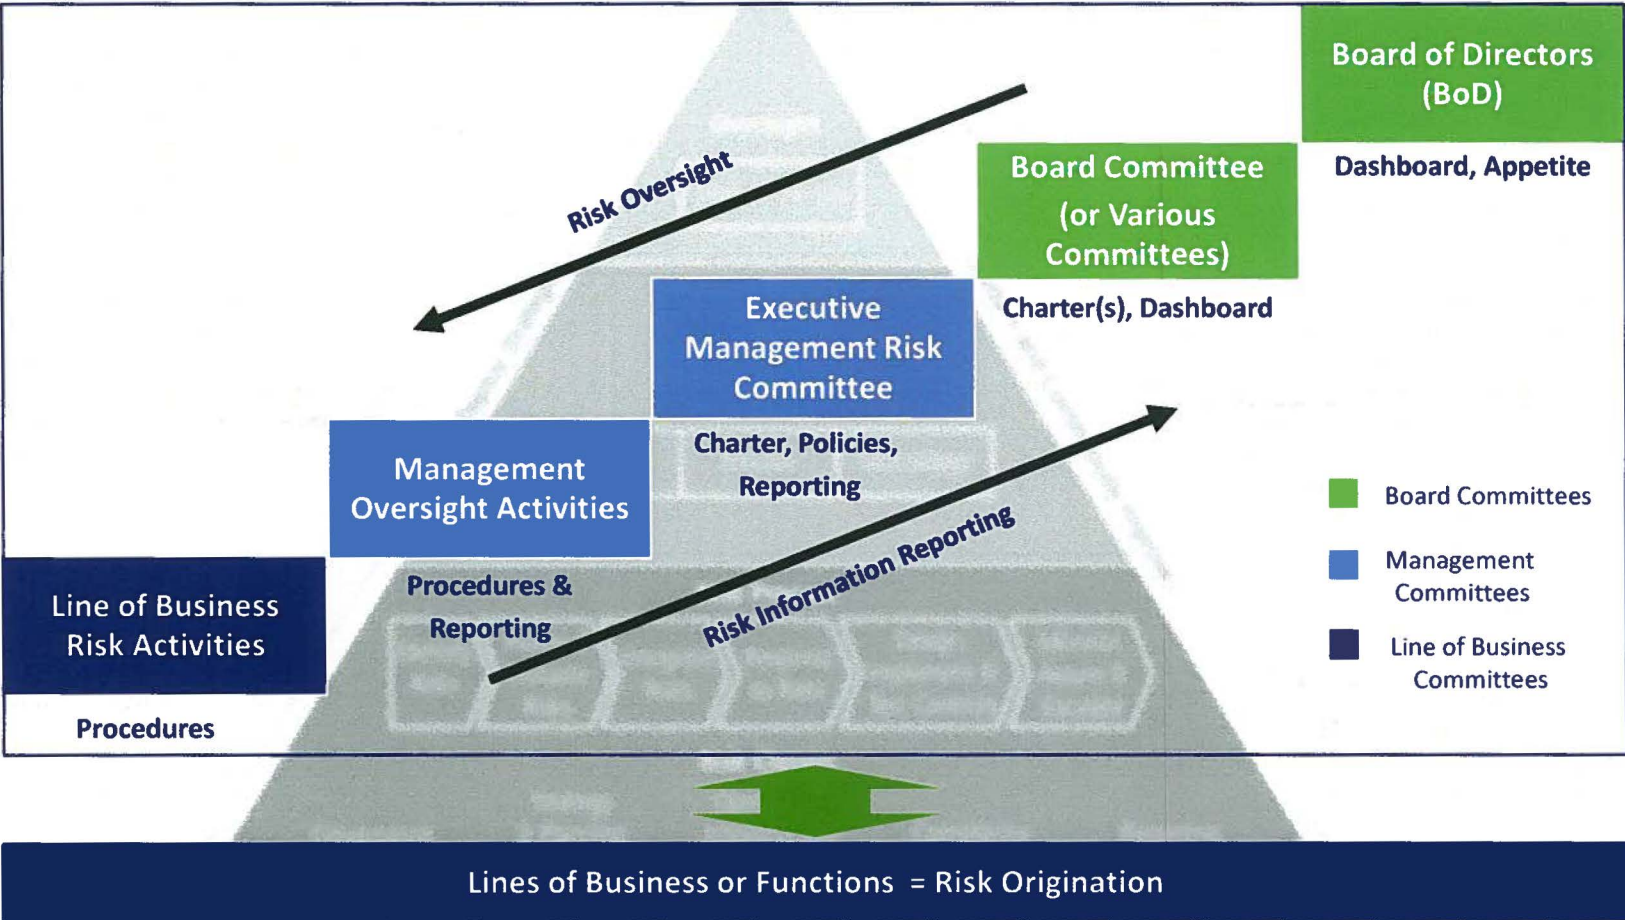 Board of Directors
(BoD)
Dashboard, Appetite
Risk Oversight
Board Committee
(or Various
Committees)
Charter(s), Dashboard
Executive
Management Risk
Committee
Charter, Policies,
Reporting
Management
Oversight Activities
Procedures &
Reporting
Risk Information Reporting
Line of Business
Risk Activities
Procedures
Board Committees
Management
Committees
Line of Business
Committees
Lines of Business or Functions = Risk Origination